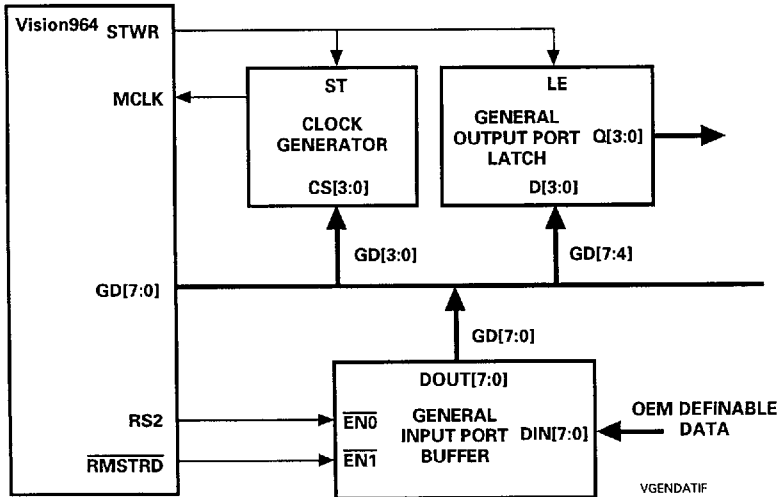 Vision964 STWR
MCLK
GD[7:0]
RS2
RMSTRD
ST
CLOCK
GENERATOR
CS[3:0]
LE
GENERAL
OUTPUT PORT
LATCH
Q[3:0]
D[3:0]
GD[3:0]
GD[7:4]
GD[7:0]
DOUT[7:0]
EN0
EN1
GENERAL
INPUT PORT
BUFFER
DIN[7:0]
OEM DEFINABLE
DATA
VGENDATIF